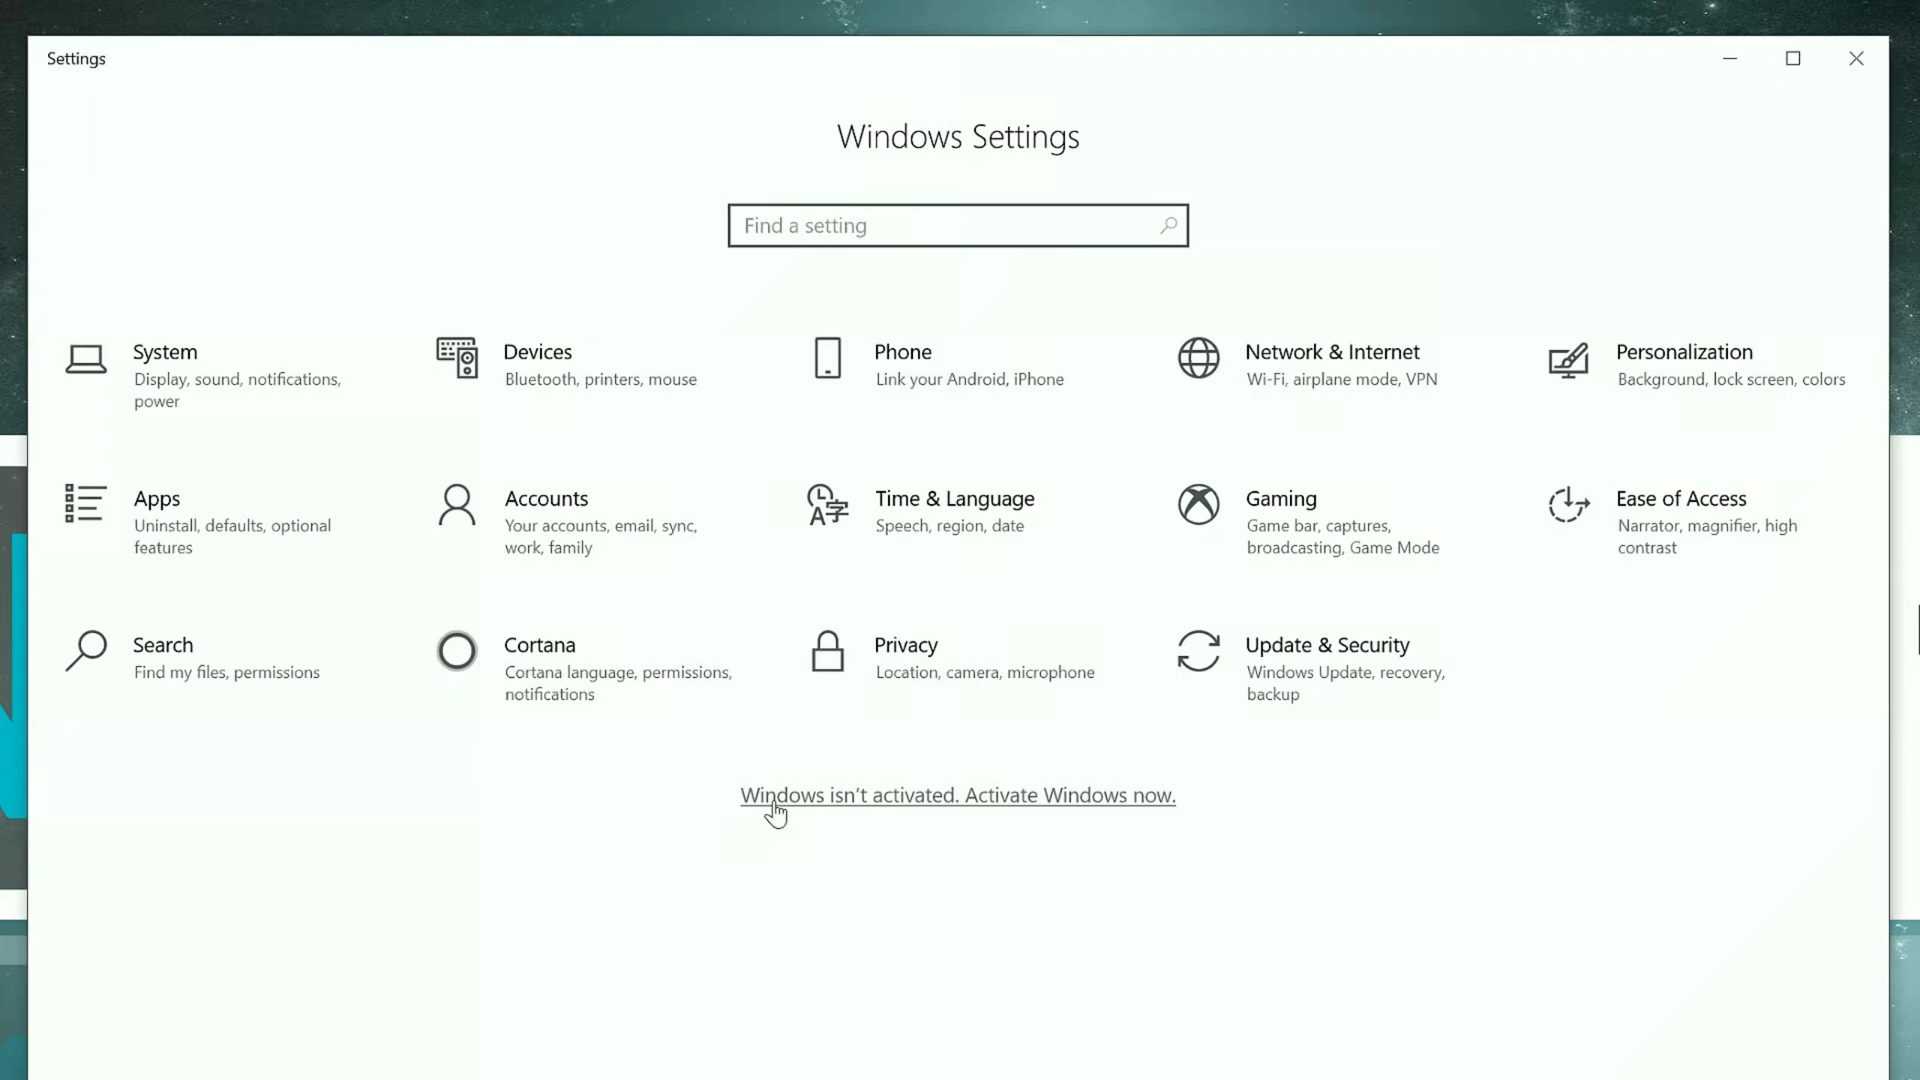 Settings
Windows Settings
Find a setting
System
Display, sound, notifications,
power
Devices
Bluetooth, printers, mouse
Phone
Link your Android, iPhone
Network & Internet
Wi-Fi, airplane mode, VPN
Personalization
Background, lock screen, colors
Apps
Uninstall, defaults, optional
features
Accounts
Your accounts, email, sync,
work, family
Time & Language
Speech, region, date
Gaming
Game bar, captures,
broadcasting, Game Mode
Ease of Access
Narrator, magnifier, high
contrast
Search
Find my files, permissions
Cortana
Cortana language, permissions,
notifications
Privacy
Location, camera, microphone
Update & Security
Windows Update, recovery,
backup
Windows isn't activated. Activate Windows now.